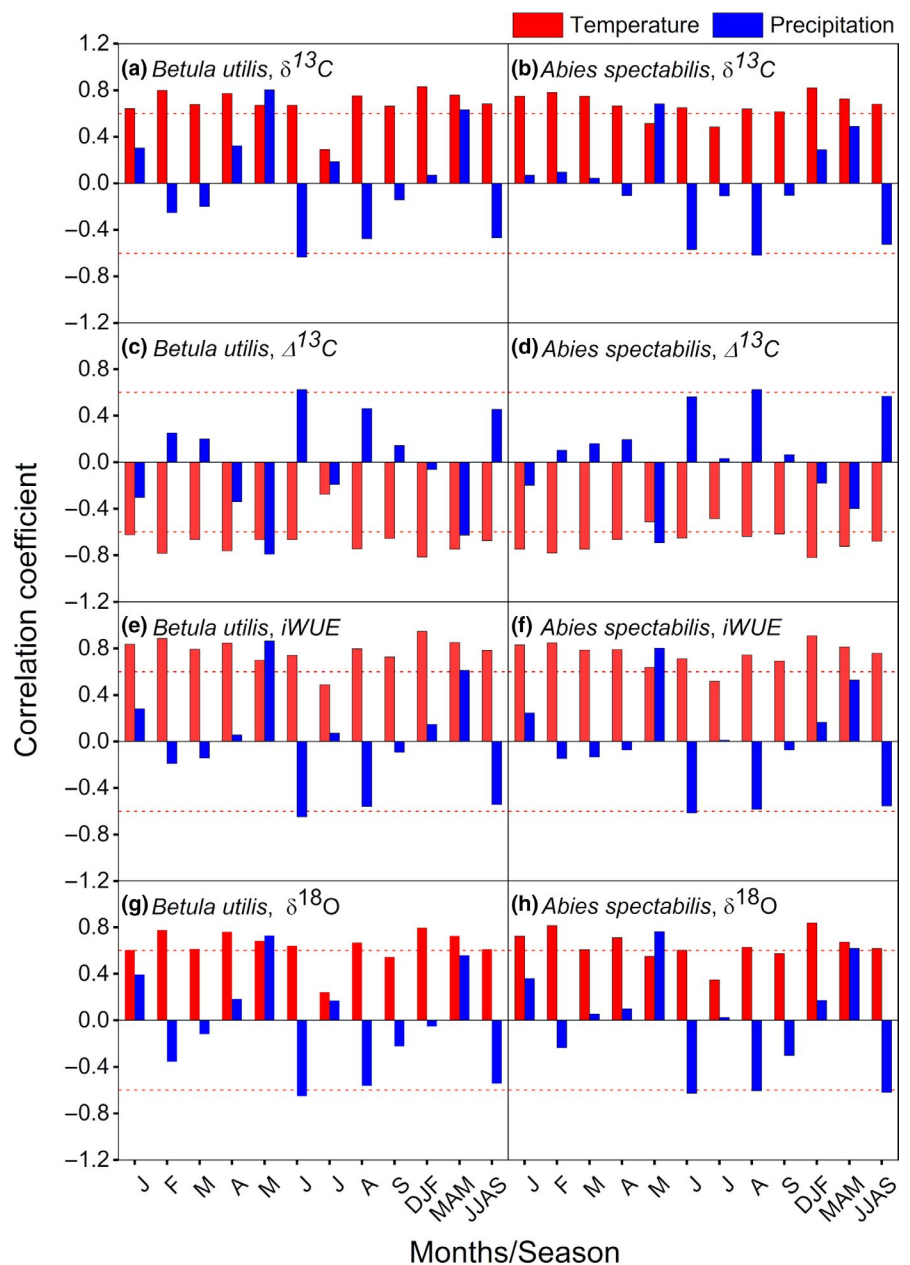 Temperature Precipitation
1.2
0.8
0.4
0.0
−0.4
−0.8
−1.2
(a) Betula utilis, δ13C
(b) Abies spectabilis, δ13C
0.8
0.4
0.0
−0.4
−0.8
−1.2
(c) Betula utilis, Δ13C
(d) Abies spectabilis, Δ13C
0.8
0.4
0.0
−0.4
−0.8
−1.2
(e) Betula utilis, iWUE
(f) Abies spectabilis, iWUE
0.8
0.4
0.0
−0.4
−0.8
−1.2
(g) Betula utilis, δ18O
(h) Abies spectabilis, δ18O
Correlation coefficient
J F M A M J J A S DJF MAM JJAS
J F M A M J J A S DJF MAM JJAS
Months/Season